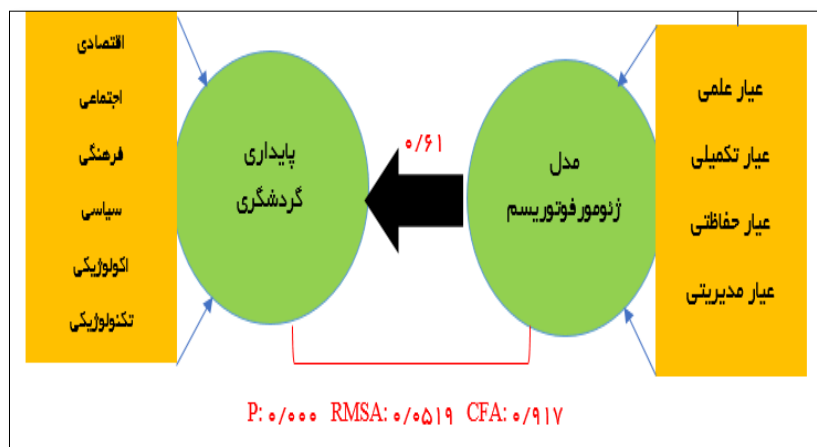 عیار علمی
عیار تکمیلی
عیار حفاظتی
عیار مدیریتی
مدل
ژئومورفوتوریسم
۰/۶۱
پایداری
گردشگری
اقتصادی
اجتماعی
فرهنگی
سیاسی
اکولوژیکی
تکنولوژیکی
P: ۰/۰۰۰ RMSA: ۰/۰۵۱۹ CFA: ۰/۹۱۷